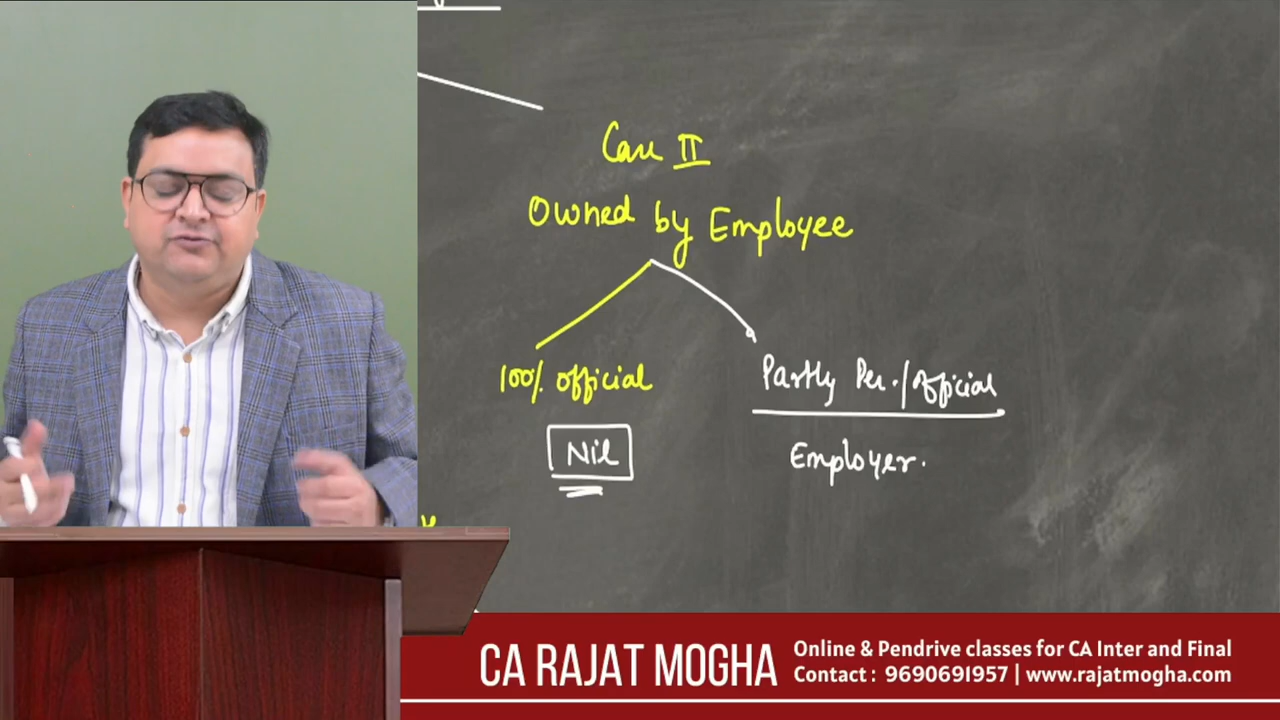 Case II
Owned by Employee
100% official
Partly Per./official
Nil
Employer.
CA RAJAT MOGHA
Online & Pendrive classes for CA Inter and Final
Contact : 9690691957 | www.rajatmogha.com